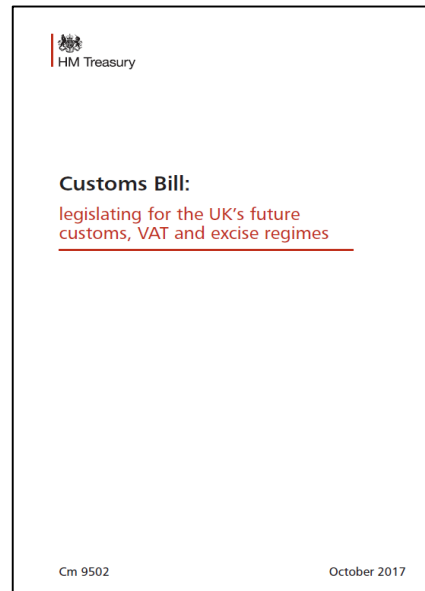 HM Treasury
Customs Bill:
legislating for the UK's future
customs, VAT and excise regimes
Cm 9502
October 2017